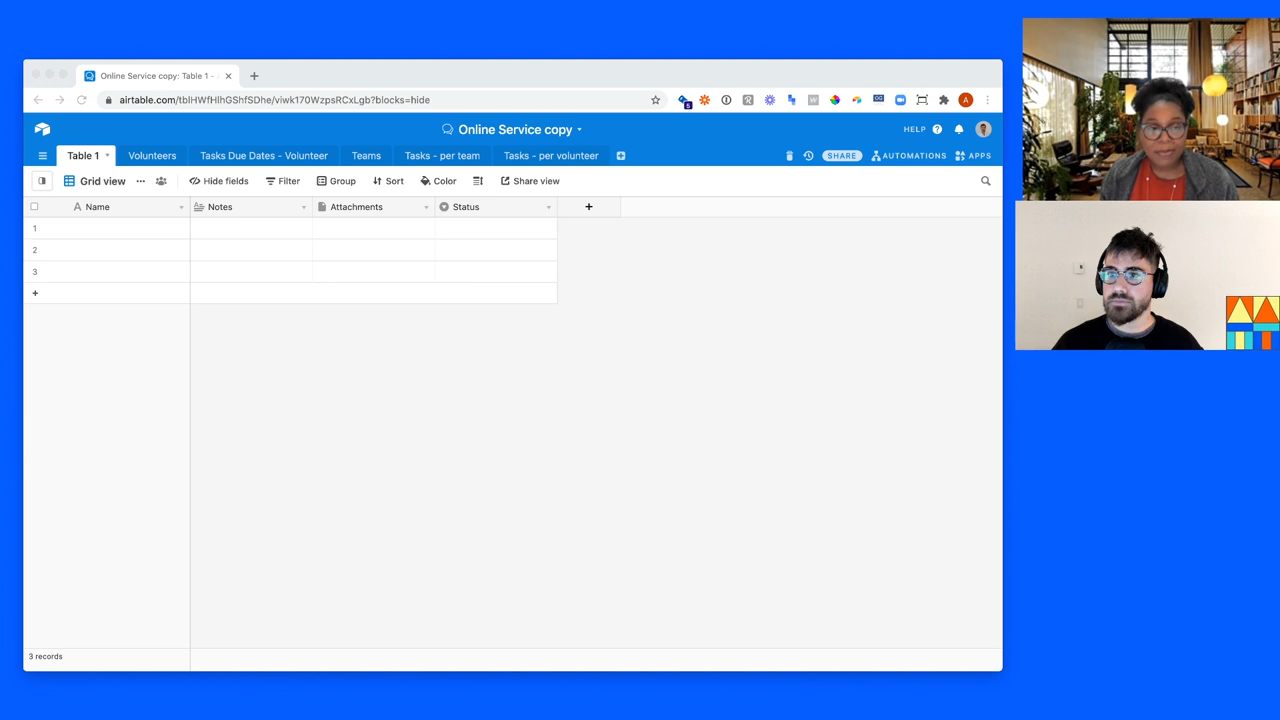 Online Service copy: Table 1 -
airtable.com/tblHWfHlhGShfSDhe/viwk170WzpsRCxLgb?blocks=hide
5
Online Service copy
HELP
Table 1
Volunteers
Tasks Due Dates - Volunteer
Teams
Tasks - per team
Tasks - per volunteer
SHARE
AUTOMATIONS
APPS
Grid view
Hide fields
Filter
Group
Sort
Color
Share view
Name
Notes
Attachments
Status
1
2
3
3 records